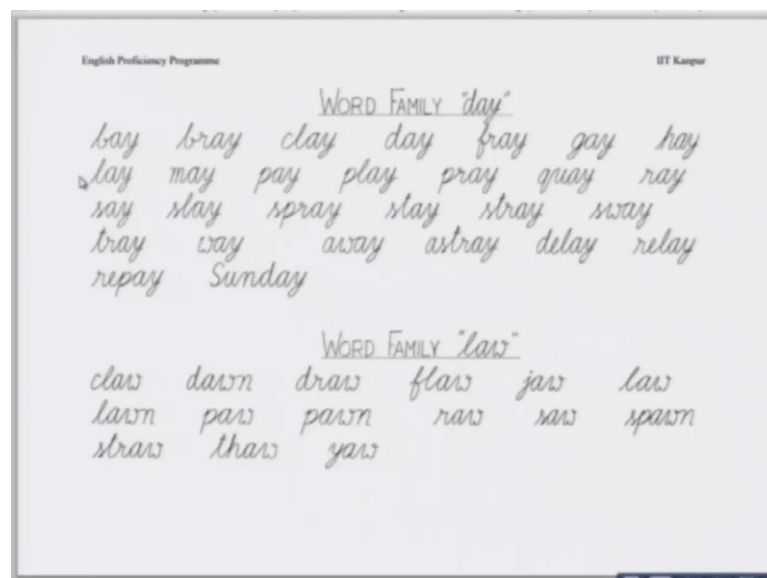 English Proficiency Programme IIT Kanpur
WORD FAMILY "day"
bay bray clay day fray gay hay
lay may pay play pray quay ray
say slay spray stay stray sway
tray way away astray delay relay
repay Sunday
WORD FAMILY "law"
claw dawn draw flaw jaw law
lawn paw pawn raw saw spawn
straw thaw yaw